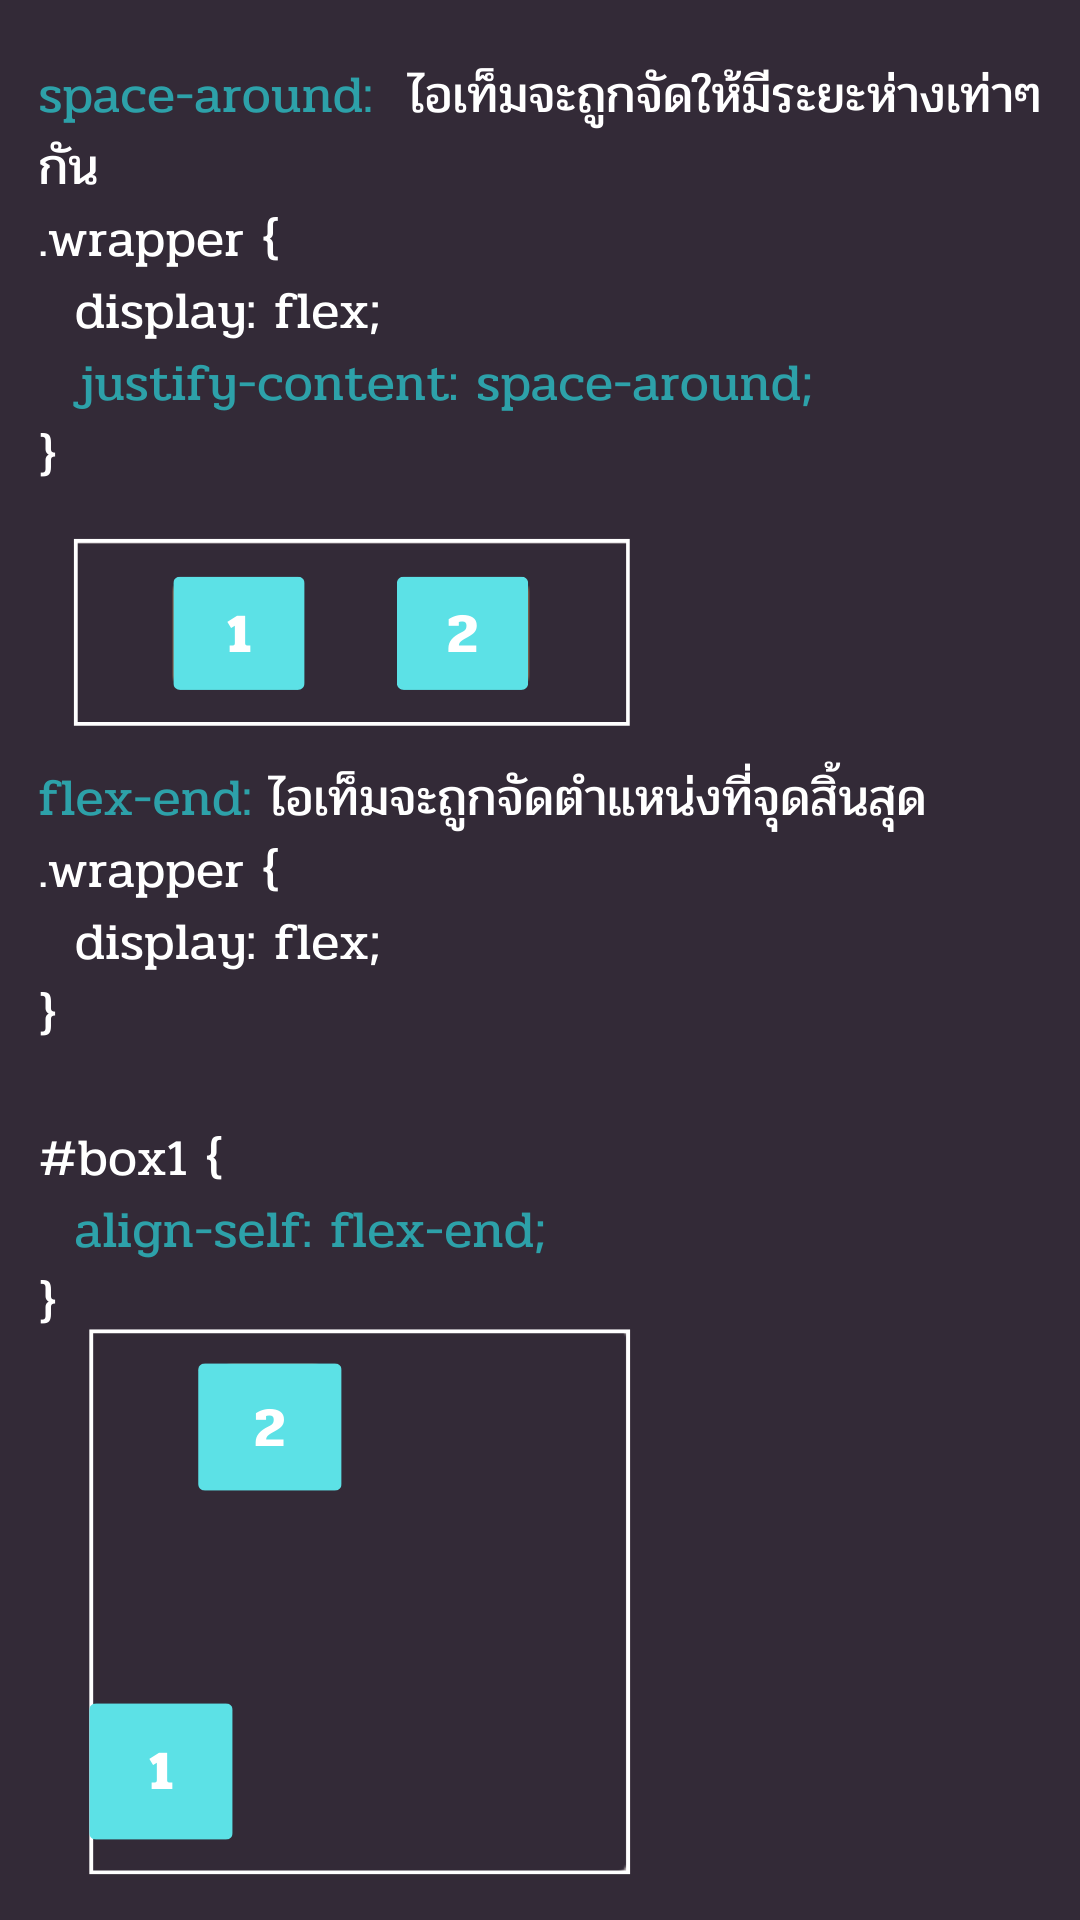 space-around: ไอเท็มจะถูกจัดให้มีระยะห่างเท่าๆ
กัน
.wrapper {
display: flex;
justify-content: space-around;
}
1 2
flex-end: ไอเท็มจะถูกจัดตำแหน่งที่จุดสิ้นสุด
.wrapper {
display: flex;
}
#box1 {
align-self: flex-end;
}
2
1